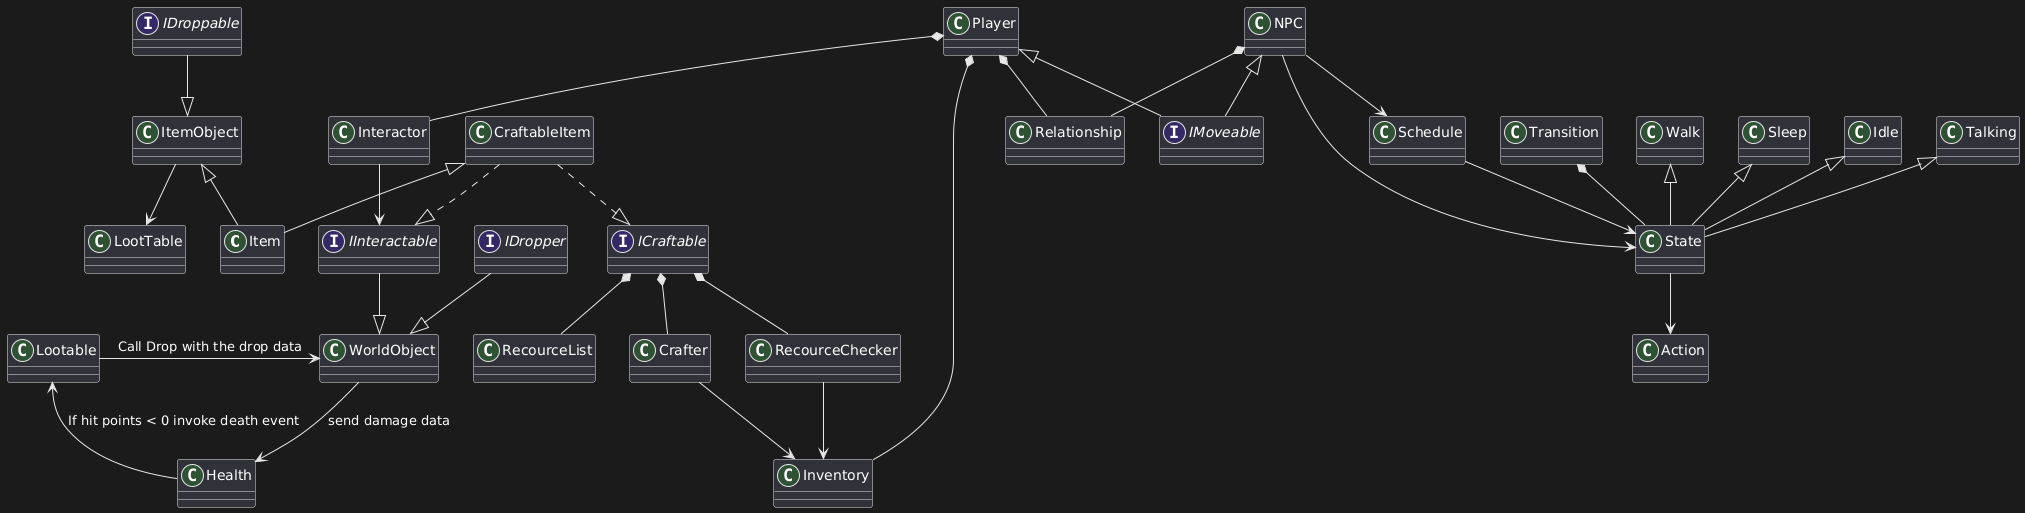 I IDroppable
C Player
C NPC
C ItemObject
C Interactor
C CraftableItem
C Relationship
I IMoveable
C Schedule
C Transition
C Walk
C Sleep
C Idle
C Talking
C LootTable
C Item
I IInteractable
I IDropper
I ICraftable
C State
C Lootable
Call Drop with the drop data
C WorldObject
C RecourceList
C Crafter
C RecourceChecker
C Action
If hit points < 0 invoke death event
send damage data
C Health
C Inventory